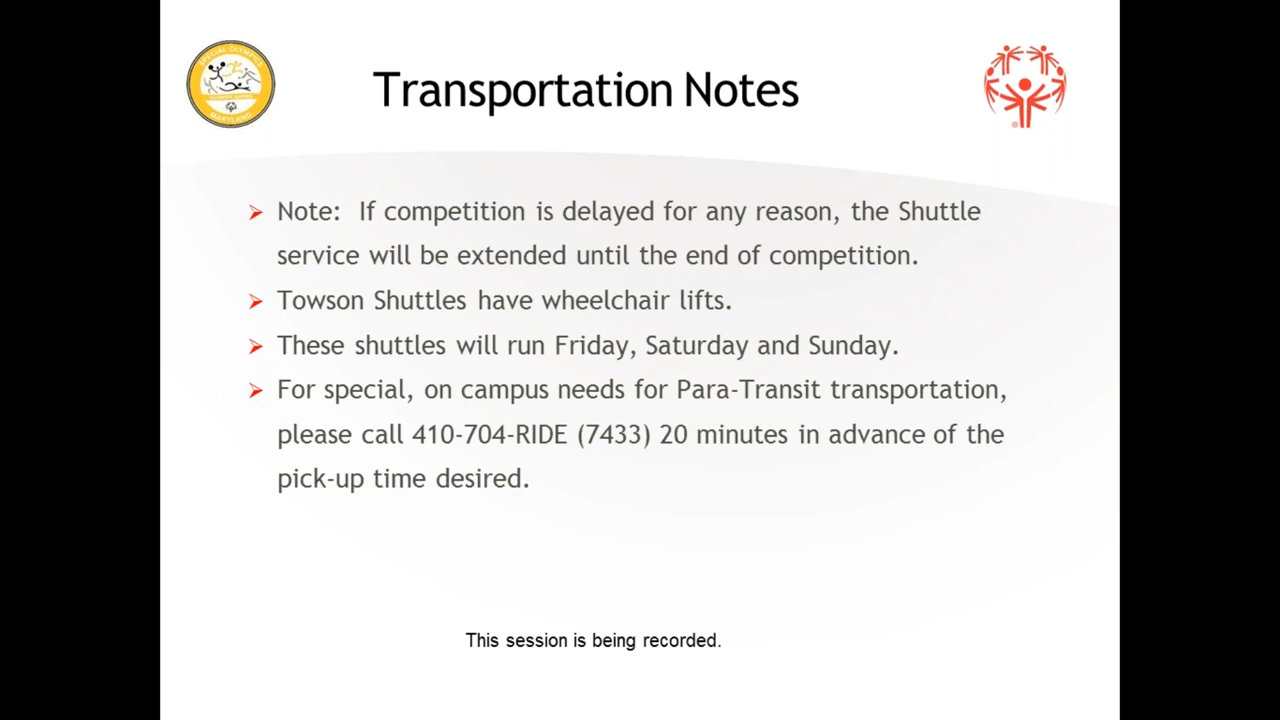 SPECIAL OLYMPICS
MARYLAND
Transportation Notes
Note: If competition is delayed for any reason, the Shuttle
service will be extended until the end of competition.
Towson Shuttles have wheelchair lifts.
These shuttles will run Friday, Saturday and Sunday.
For special, on campus needs for Para-Transit transportation,
please call 410-704-RIDE (7433) 20 minutes in advance of the
pick-up time desired.
This session is being recorded.